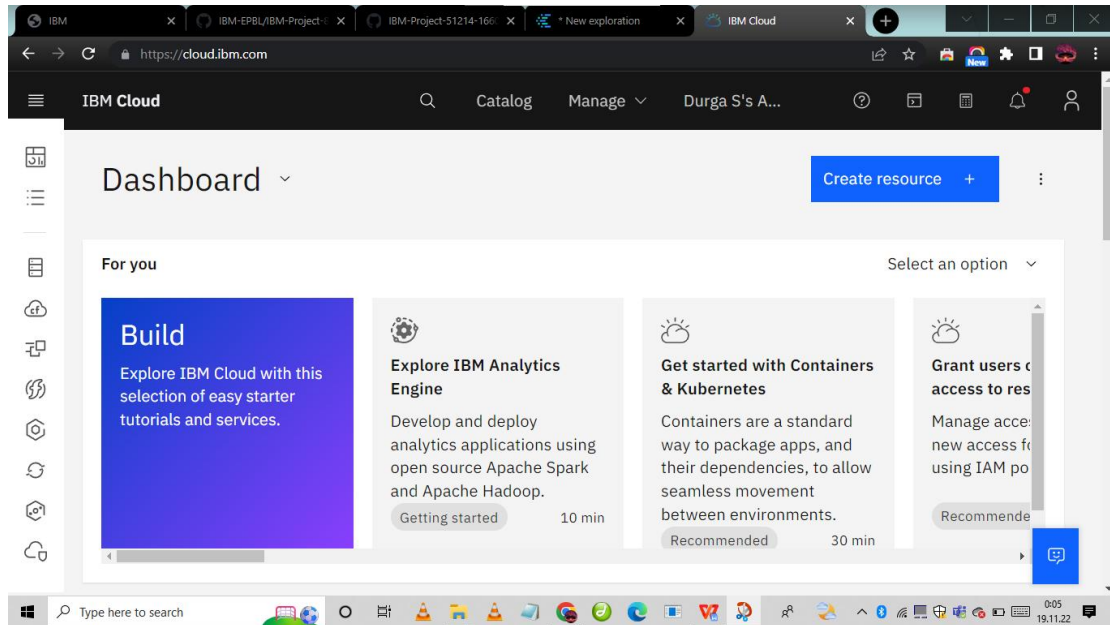 IBM
IBM-EPBL/IBM-Project-
IBM-Project-51214-166
* New exploration
IBM Cloud
https://cloud.ibm.com
New
IBM Cloud
Catalog
Manage
Durga S's A...
Dashboard
Create resource +
For you
Select an option
Build
Explore IBM Cloud with this
selection of easy starter
tutorials and services.
Explore IBM Analytics
Engine
Develop and deploy
analytics applications using
open source Apache Spark
and Apache Hadoop.
Getting started 10 min
Get started with Containers
& Kubernetes
Containers are a standard
way to package apps, and
their dependencies, to allow
seamless movement
between environments.
Recommended 30 min
Grant users
access to res
Manage acce
new access fo
using IAM po
Recommende
cf
Type here to search
0:05
19.11.22